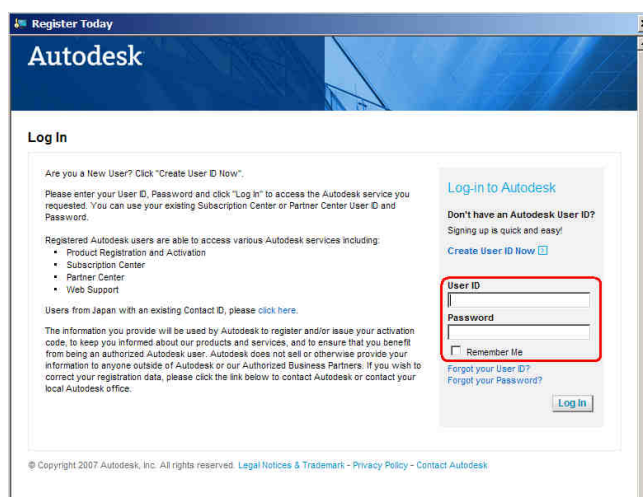 Register Today
Autodesk
Log In
Are you a New User? Click "Create User ID Now".
Please enter your User ID, Password and click "Log In" to access the Autodesk service you
requested. You can use your existing Subscription Center or Partner Center User ID and
Password.
Registered Autodesk users are able to access various Autodesk services including:
Product Registration and Activation
Subscription Center
Partner Center
Web Support
Users from Japan with an existing Contact ID, please click here.
The information you provide will be used by Autodesk to register and/or issue your activation
code, to keep you informed about our products and services, and to ensure that you benefit
from being an authorized Autodesk user. Autodesk does not sell or otherwise provide your
information to anyone outside of Autodesk or our Authorized Business Partners. If you wish to
correct your registration data, please click the link below to contact Autodesk or contact your
local Autodesk office.
Log-in to Autodesk
Don't have an Autodesk User ID?
Signing up is quick and easy!
Create User ID Now
User ID
Password
Remember Me
Forgot your User ID?
Forgot your Password?
Log In
© Copyright 2007 Autodesk, Inc. All rights reserved. Legal Notices & Trademark - Privacy Policy - Contact Autodesk